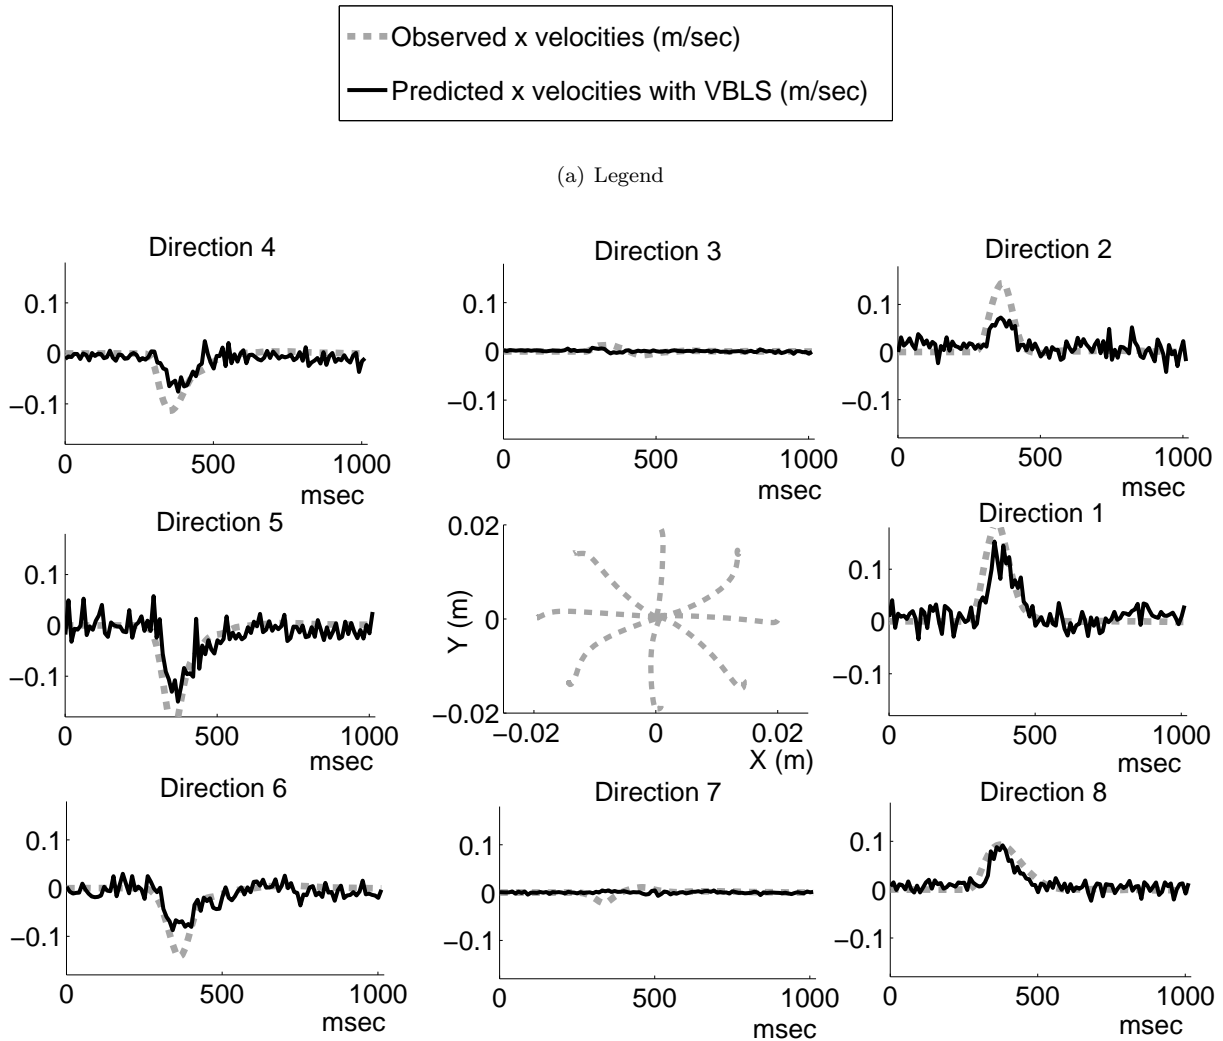 Observed x velocities (m/sec)
Predicted x velocities with VBLS (m/sec)
(a) Legend
Direction 4
0.1
0
−0.1
0 500 1000
msec
Direction 3
0.1
0
−0.1
0 500 1000
msec
Direction 2
0.1
0
−0.1
0 500 1000
msec
Direction 5
0.1
0
−0.1
0 500 1000
msec
0.02
0
−0.02
Y (m)
−0.02 0 0.02
X (m)
Direction 1
0.1
0
−0.1
0 500 1000
msec
Direction 6
0.1
0
−0.1
0 500 1000
msec
Direction 7
0.1
0
−0.1
0 500 1000
msec
Direction 8
0.1
0
−0.1
0 500 1000
msec